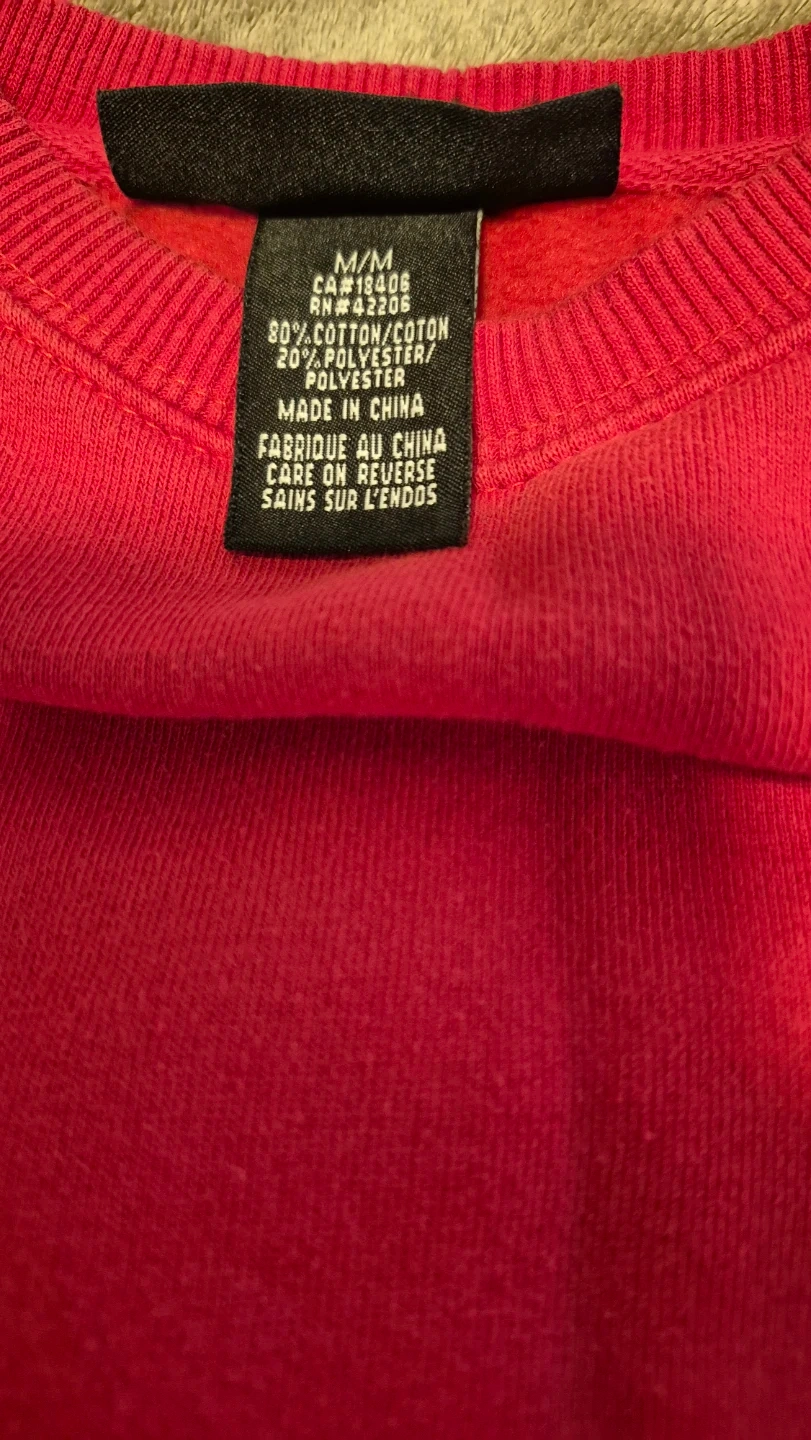 M/M
CA#18406
RN#42206
80%COTTON/COTON
20%POLYESTER/
POLYESTER
MADE IN CHINA
FABRIQUE AU CHINA
CARE ON REVERSE
SAINS SUR L'ENDOS